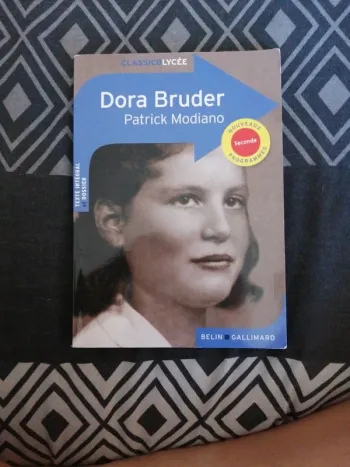 CLASSICOLYCÉE
Dora Bruder
Patrick Modiano
NOUVEAUX
Seconde
PROGRAMMES
TEXTE INTÉGRAL
+ DOSSIER
BELIN GALLIMARD